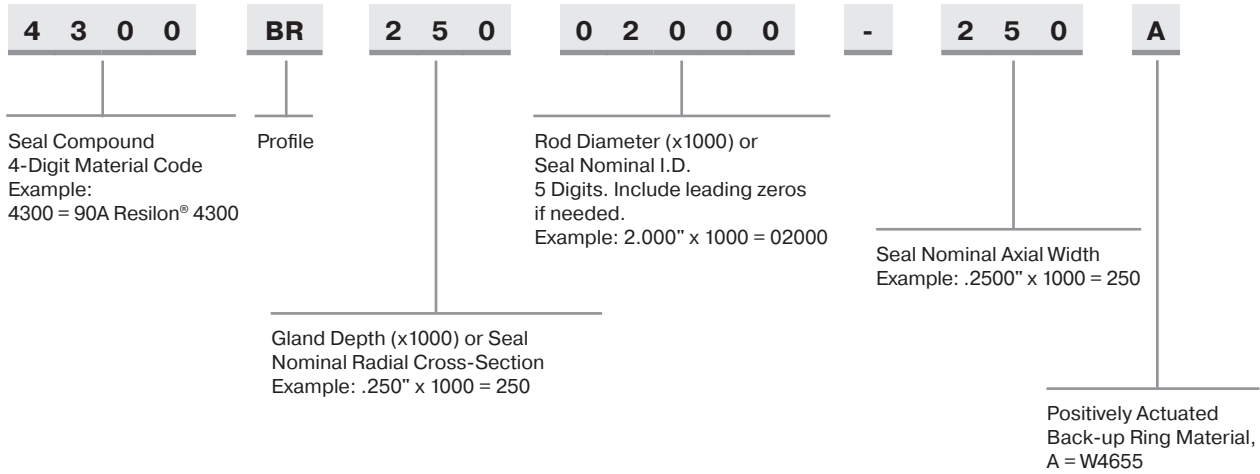 4 3 0 0 BR 2 5 0 0 2 0 0 0 - 2 5 0 A
Seal Compound
4-Digit Material Code
Example:
4300 = 90A Resilon® 4300
Profile
Gland Depth (x1000) or Seal
Nominal Radial Cross-Section
Example: .250" x 1000 = 250
Rod Diameter (x1000) or
Seal Nominal I.D.
5 Digits. Include leading zeros
if needed.
Example: 2.000" x 1000 = 02000
Seal Nominal Axial Width
Example: .2500" x 1000 = 250
Positively Actuated
Back-up Ring Material,
A = W4655